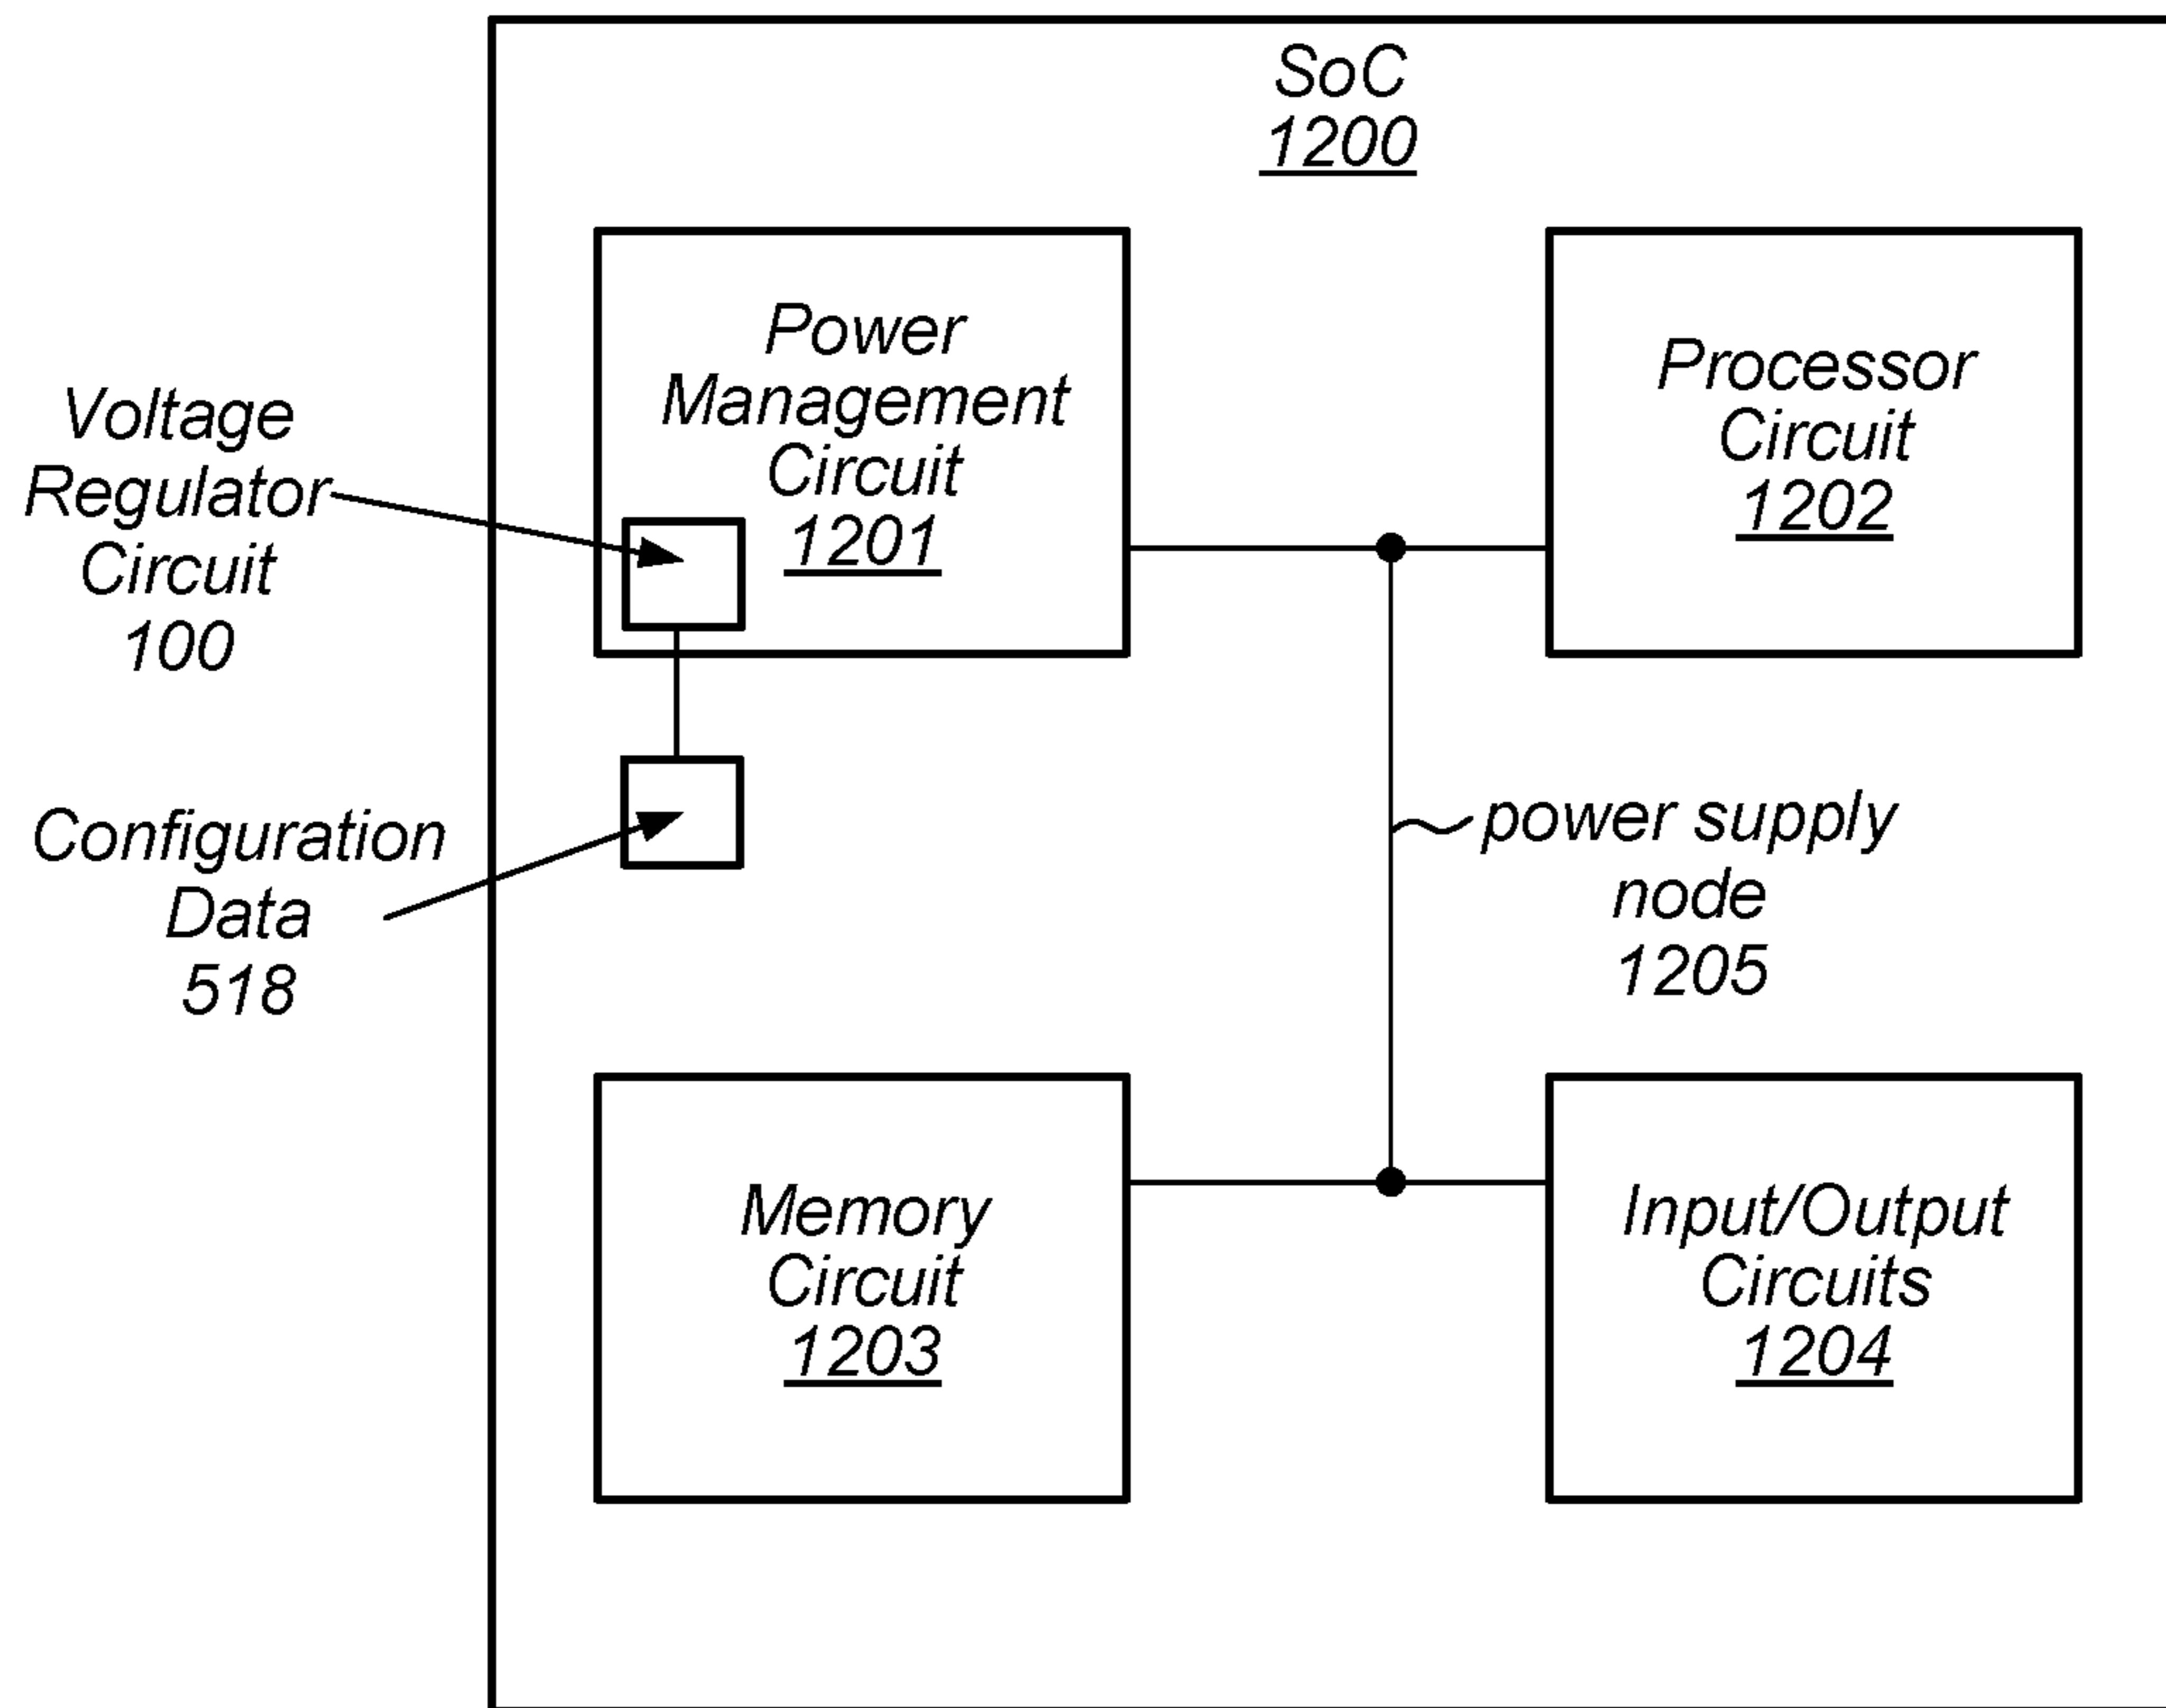 SoC
1200
Power
Management
Circuit
1201
Processor
Circuit
1202
Voltage
Regulator
Circuit
100
Configuration
Data
518
power supply
node
1205
Memory
Circuit
1203
Input/Output
Circuits
1204